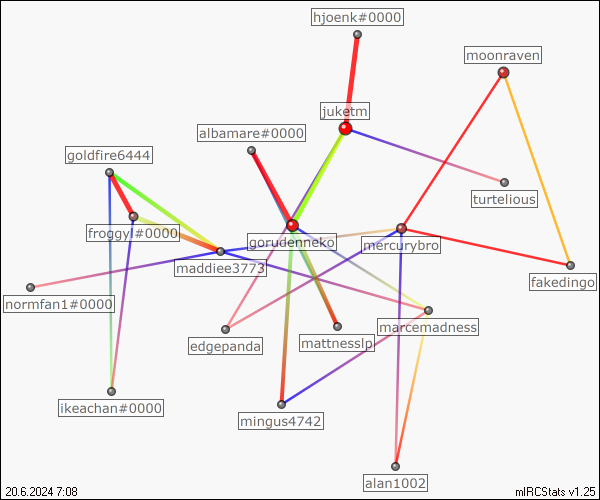 hjoenk#0000
moonraven
juketm
albamare#0000
goldfire6444
turtelious
froggyl#0000
gorudenneko
mercurybro
maddiee3773
fakedingo
normfan1#0000
marcemadness
edgepanda
mattnesslp
ikeachan#0000
mingus4742
alan1002
20.6.2024 7:08
mIRCStats v1.25